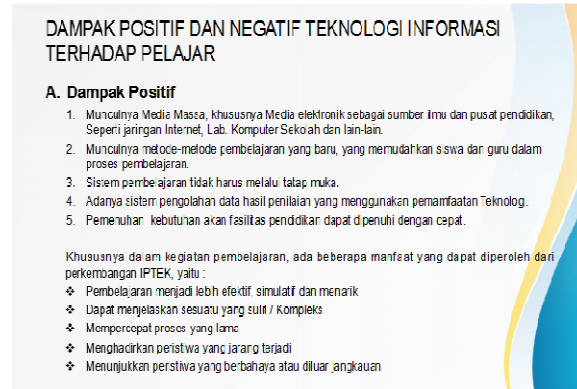 DAMPAK POSITIF DAN NEGATIF TEKNOLOGI INFORMASI
TERHADAP PELAJAR
A. Dampak Positif
1. Munculnya Media Massa, khususnya Media elektronik sebagai sumber ilmu dan pusat pendidikan,
Seperti jaringan Internet, Lab. Komputer Sekolah dan lain-lain.
2. Munculnya metode-metode pembelajaran yang baru, yang memudahkan siswa dan guru dalam
proses pembelajaran.
3. Sistem pembelajaran tidak harus melalui tatap muka.
4. Adanya sistem pengolahan data hasil penilaian yang menggunakan pemamfaatan Teknologi.
5. Pemenuhan kebutuhan akan fasilitas pendidikan dapat dipenuhi dengan cepat.
Khususnya dalam kegiatan pembelajaran, ada beberapa manfaat yang dapat diperoleh dari
perkembangan IPTEK, yaitu :
❖ Pembelajaran menjadi lebih efektif, simulatif dan menarik
❖ Dapat menjelaskan sesuatu yang sulit / Kompleks
❖ Mempercepat proses yang lama
❖ Menghadirkan peristiwa yang jarang terjadi
❖ Menunjukkan peristiwa yang berbahaya atau diluar jangkauan